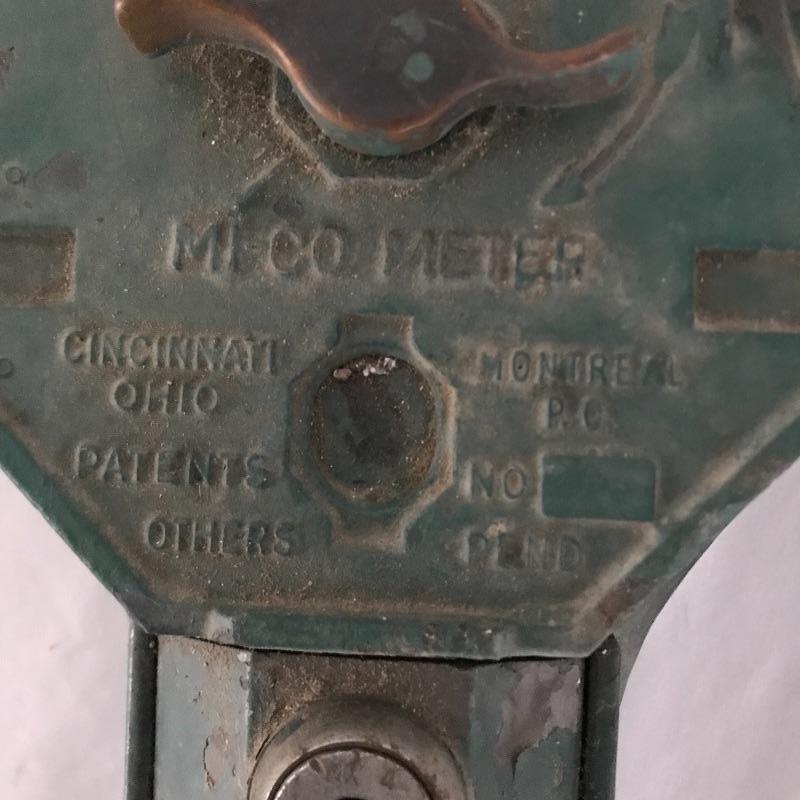 MI-CO METER
CINCINNATI MONTREAL
OHIO P.C.
PATENTS NO
OTHERS PEND